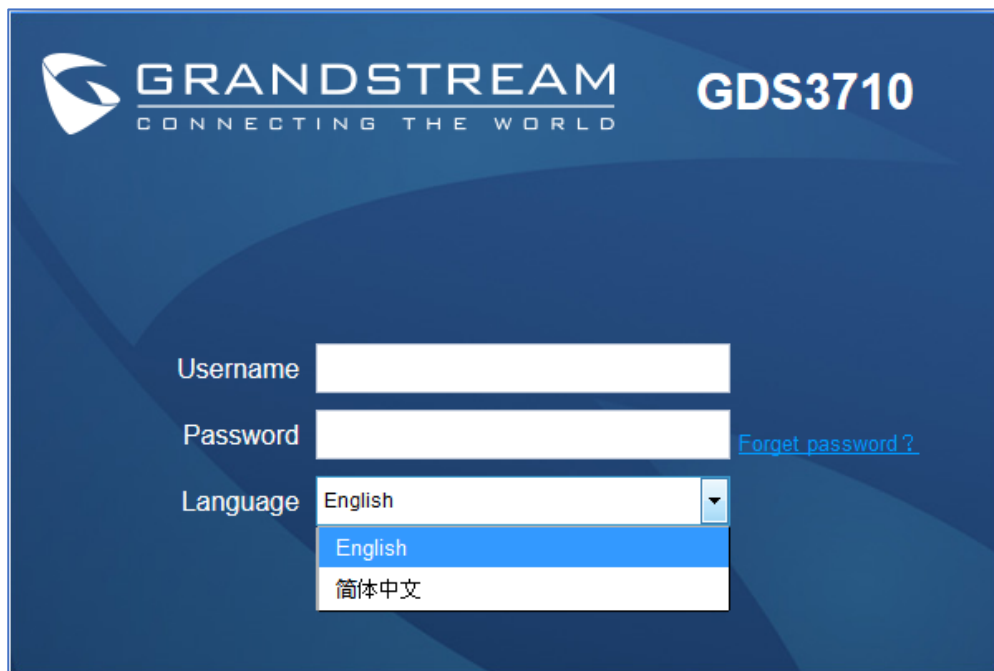 GRANDSTREAM
CONNECTING THE WORLD
GDS3710
Username
Password
Forget password?
Language
English
English
简体中文